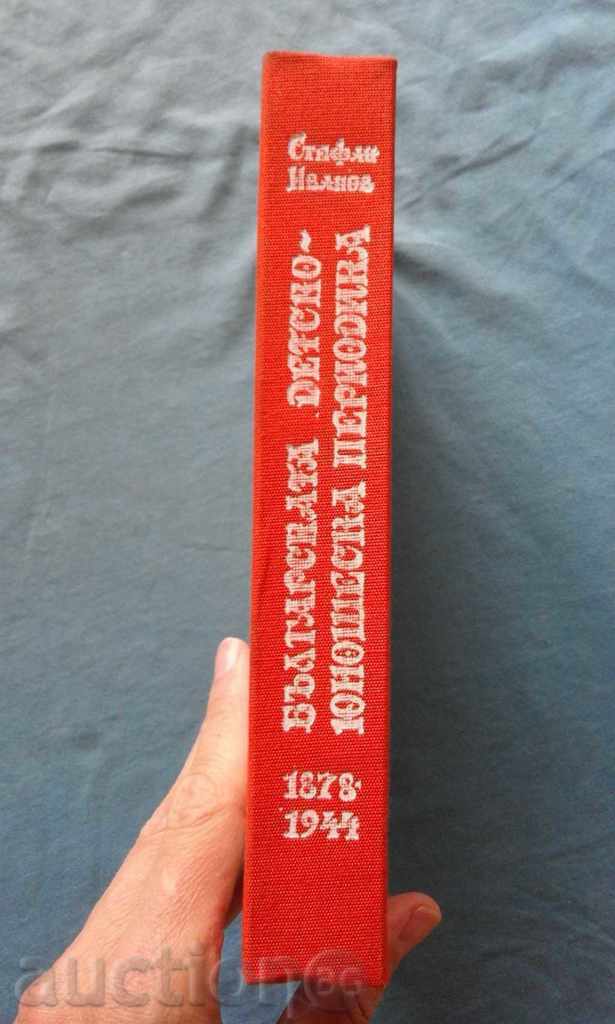 Стефан
Иванов
БЪЛГАРСКАТА ДЕТСКО-
ЮНОШЕСКА ПЕРИОДИКА
1878-
1944
auction